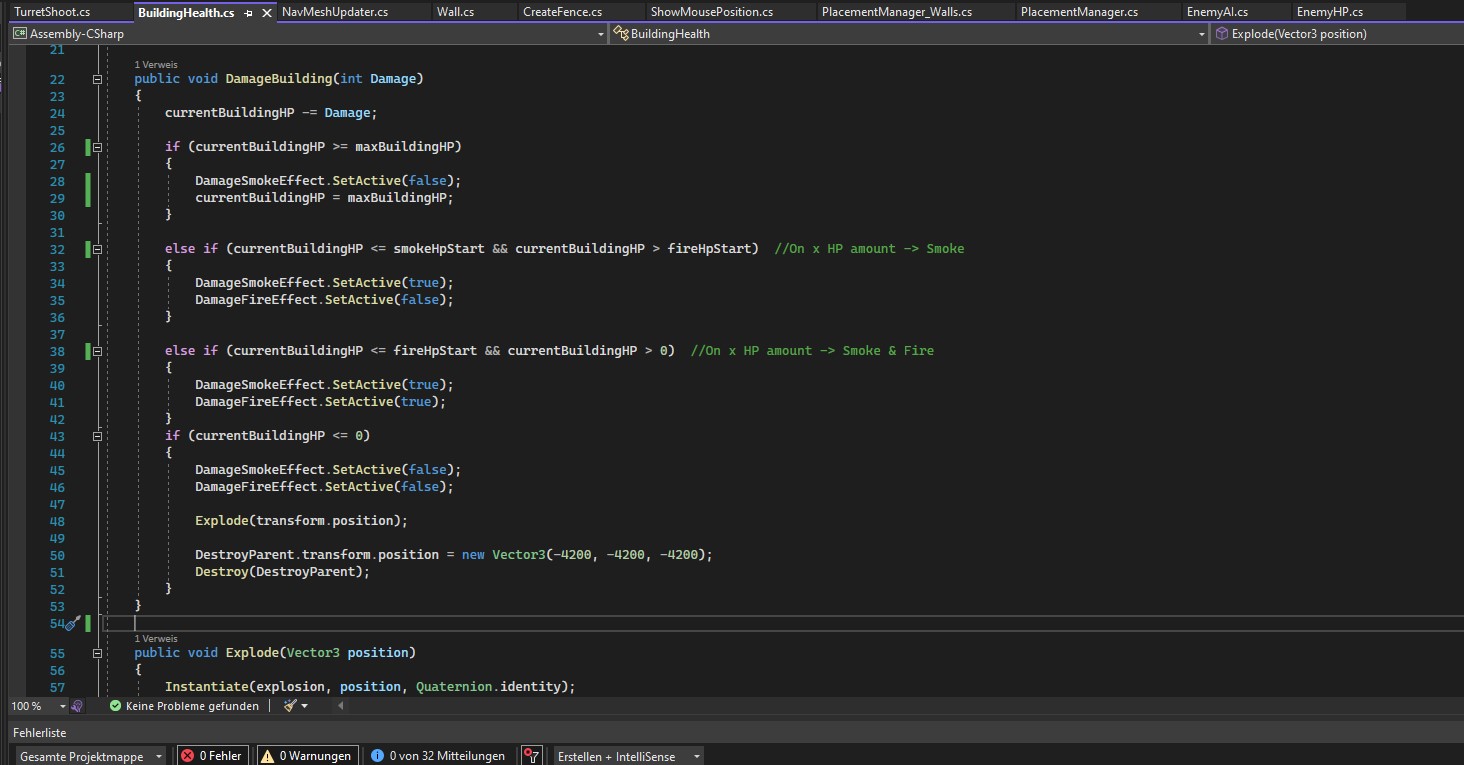 TurretShoot.cs BuildingHealth.cs NavMeshUpdater.cs Wall.cs CreateFence.cs ShowMousePosition.cs PlacementManager_Walls.cs PlacementManager.cs EnemyAI.cs EnemyHP.cs
C# Assembly-CSharp BuildingHealth Explode(Vector3 position)
21
1 Verweis
22 public void DamageBuilding(int Damage)
23 {
24 currentBuildingHP -= Damage;
25
26 if (currentBuildingHP >= maxBuildingHP)
27 {
28 DamageSmokeEffect.SetActive(false);
29 currentBuildingHP = maxBuildingHP;
30 }
31
32 else if (currentBuildingHP <= smokeHpStart && currentBuildingHP > fireHpStart) //On x HP amount -> Smoke
33 {
34 DamageSmokeEffect.SetActive(true);
35 DamageFireEffect.SetActive(false);
36 }
37
38 else if (currentBuildingHP <= fireHpStart && currentBuildingHP > 0) //On x HP amount -> Smoke & Fire
39 {
40 DamageSmokeEffect.SetActive(true);
41 DamageFireEffect.SetActive(true);
42 }
43 if (currentBuildingHP <= 0)
44 {
45 DamageSmokeEffect.SetActive(false);
46 DamageFireEffect.SetActive(false);
47
48 Explode(transform.position);
49
50 DestroyParent.transform.position = new Vector3(-4200, -4200, -4200);
51 Destroy(DestroyParent);
52 }
53 }
54
1 Verweis
55 public void Explode(Vector3 position)
56 {
57 Instantiate(explosion, position, Quaternion.identity);
100 % Keine Probleme gefunden
Fehlerliste
Gesamte Projektmappe 0 Fehler 0 Warnungen 0 von 32 Mitteilungen Erstellen + IntelliSense